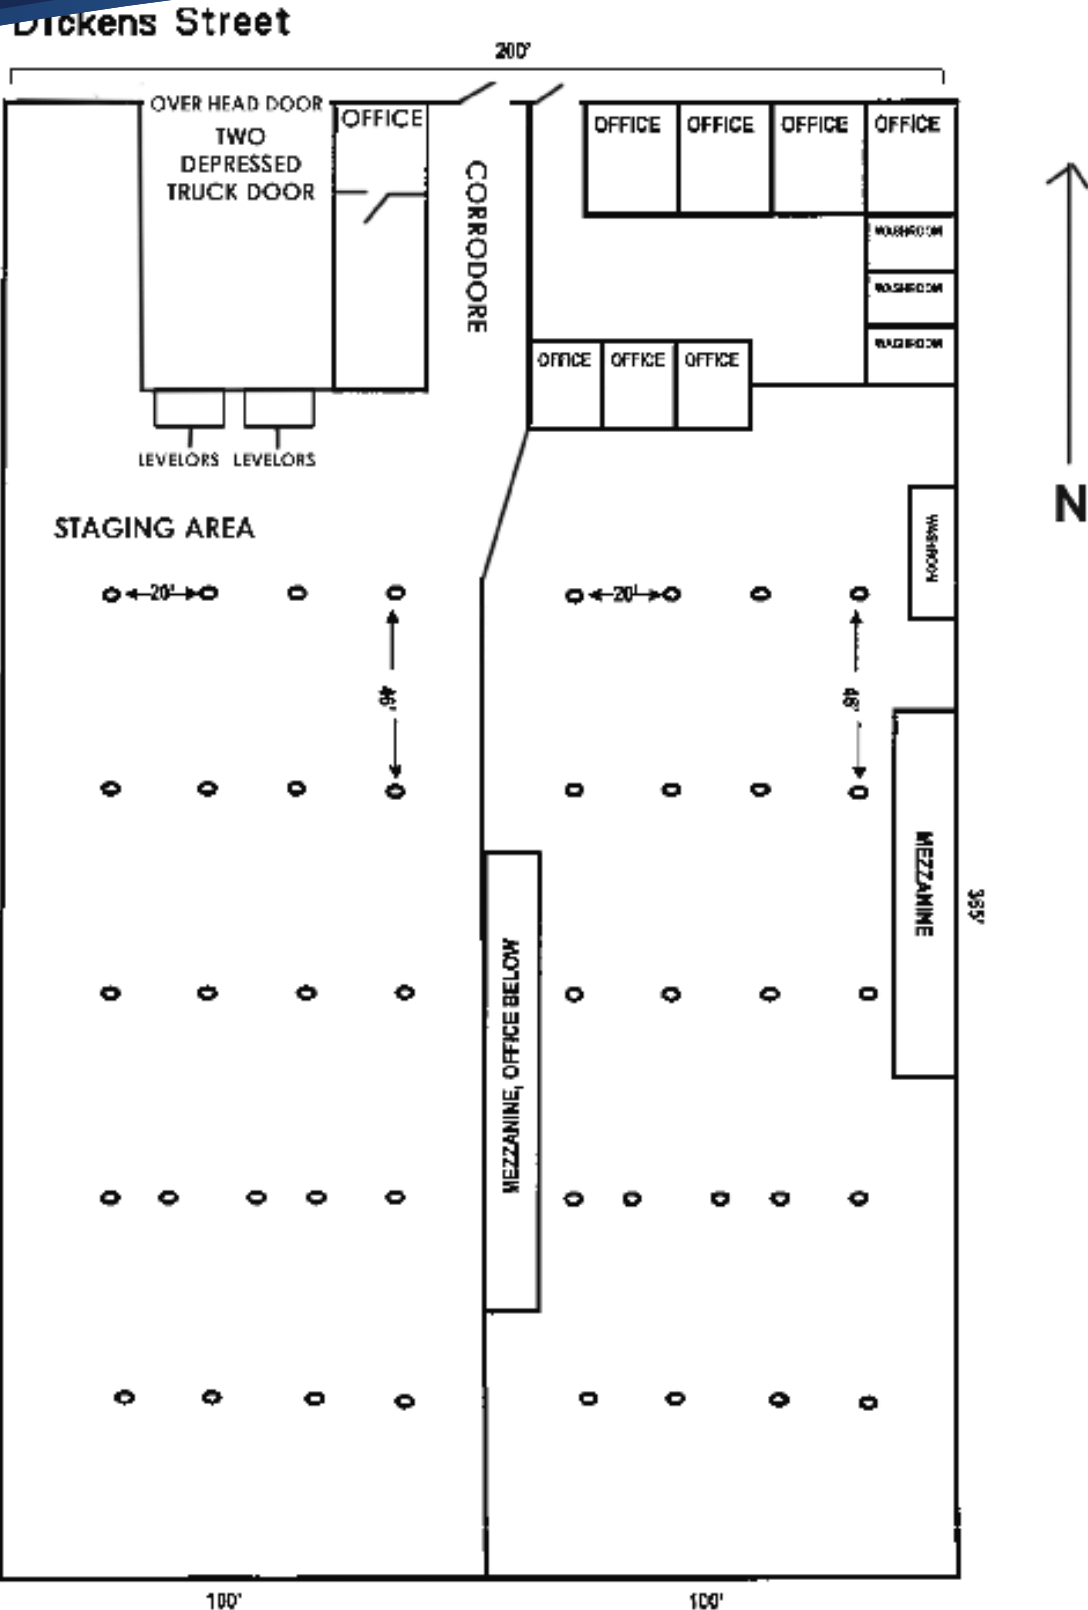 Dickens Street
200'
OVER HEAD DOOR
TWO
DEPRESSED
TRUCK DOOR
OFFICE
CORRODORE
OFFICE
OFFICE
OFFICE
OFFICE
WASHROOM
WASHROOM
WASHROOM
OFFICE
OFFICE
OFFICE
LEVELORS
LEVELORS
N
WASHROOM
STAGING AREA
20'
20'
46'
46'
MEZZANINE
365'
MEZZANINE, OFFICE BELOW
100'
100'